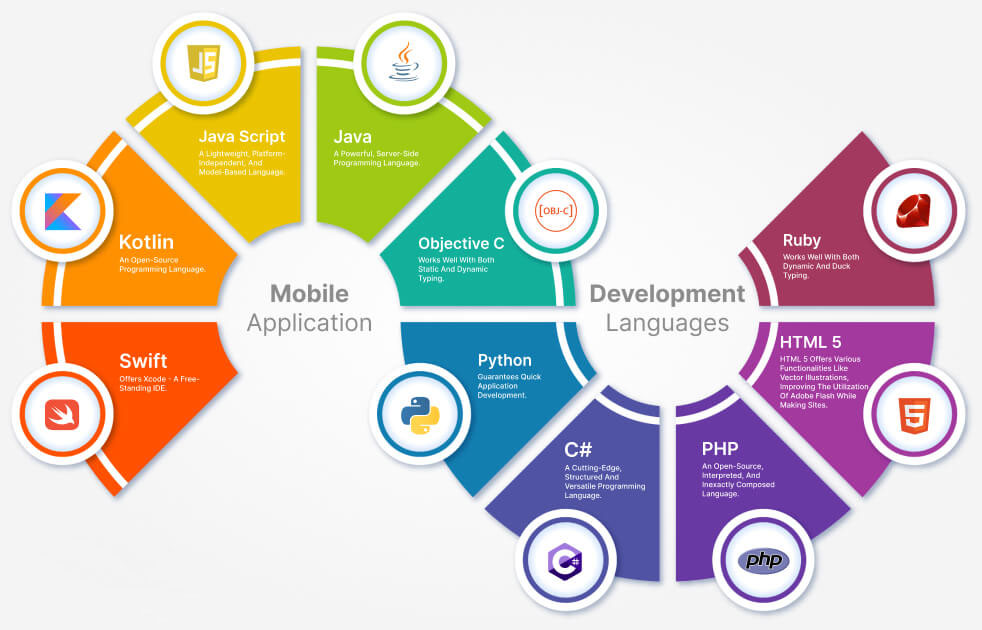 Swift
Offers Xcode - A Free-
Standing IDE.
Kotlin
An Open-Source
Programming Language.
JS
Java Script
A Lightweight, Platform-
Independent, And
Model-Based Language.
Java
A Powerful, Server-Side
Programming Language.
[OBJ-C]
Objective C
Works Well With Both
Static And Dynamic
Typing.
Mobile
Application
Development
Languages
Python
Guarantees Quick
Application
Development.
C#
A Cutting-Edge,
Structured And
Versatile Programming
Language.
C#
PHP
An Open-Source,
Interpreted, And
Inexactly Composed
Language.
php
HTML 5
HTML 5 Offers Various
Functionalities Like
Vector Illustrations,
Improving The Utilization
Of Adobe Flash While
Making Sites.
5
Ruby
Works Well With Both
Dynamic And Duck
Typing.